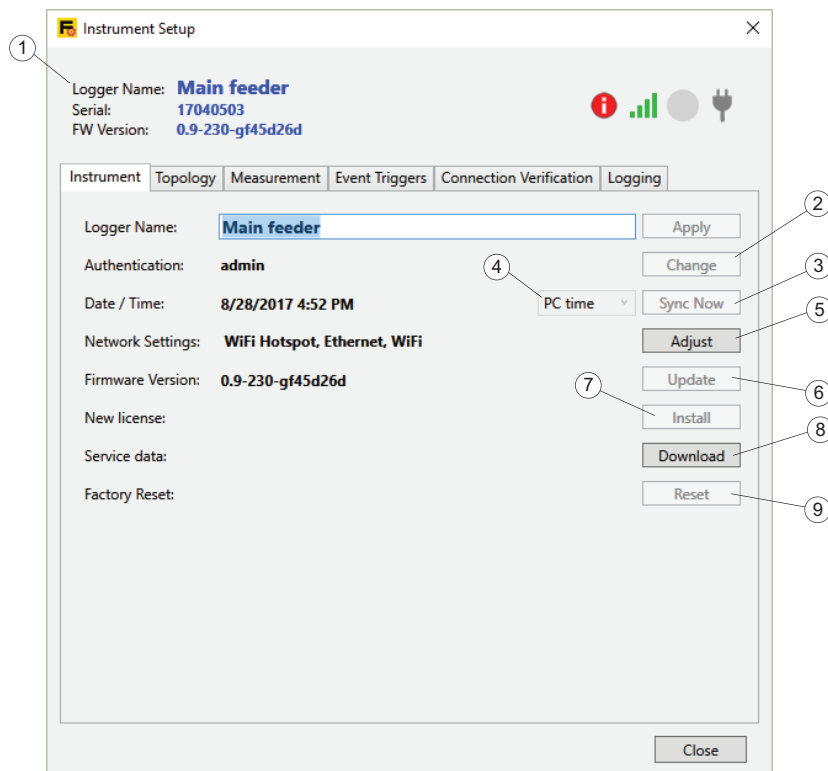 Instrument Setup
1
Logger Name: Main feeder
Serial: 17040503
FW Version: 0.9-230-gf45d26d
Instrument Topology Measurement Event Triggers Connection Verification Logging
2
Logger Name: Main feeder Apply
Authentication: admin Change
3
4
Date / Time: 8/28/2017 4:52 PM PC time Sync Now
5
Network Settings: WiFi Hotspot, Ethernet, WiFi Adjust
Firmware Version: 0.9-230-gf45d26d Update
6
7
New license: Install
8
Service data: Download
Factory Reset: Reset
9
Close